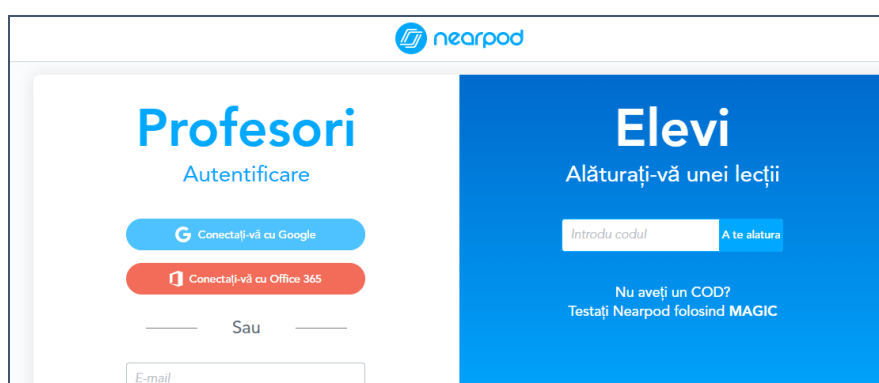 nearpod
Profesori
Autentificare
Conectați-vă cu Google
Conectați-vă cu Office 365
Sau
E-mail
Elevi
Alăturați-vă unei lecții
Introdu codul
A te alatura
Nu aveți un COD?
Testați Nearpod folosind MAGIC